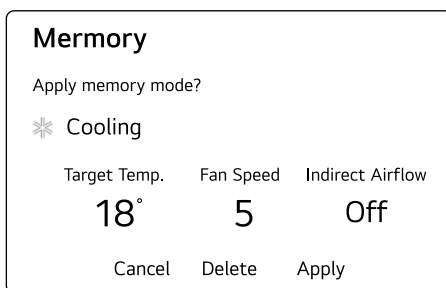 Mermory
Apply memory mode?
Cooling
Target Temp. Fan Speed Indirect Airflow
18° 5 Off
Cancel Delete Apply